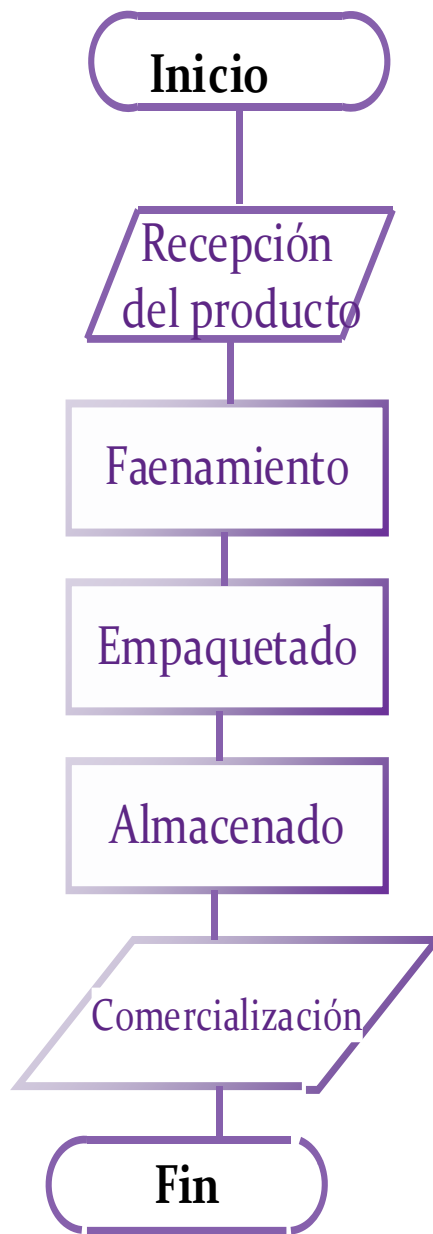 Inicio
Recepción
del producto
Faenamiento
Empaquetado
Almacenado
Comercialización
Fin